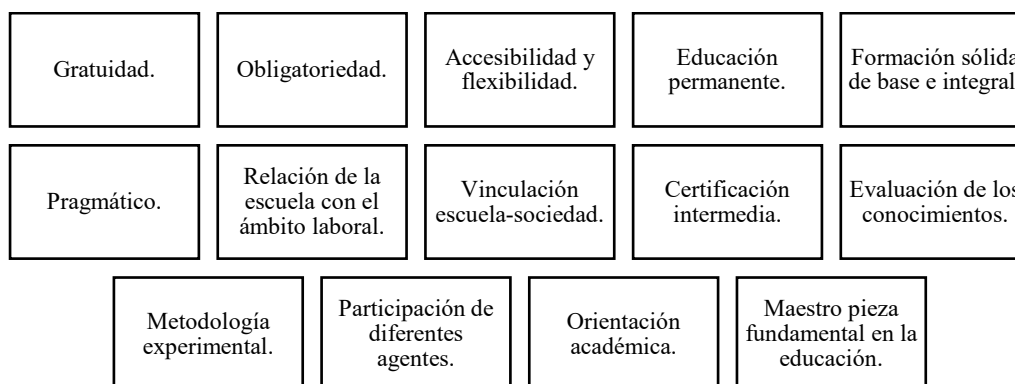 Gratuidad.
Obligatoriedad.
Accesibilidad y
flexibilidad.
Educación
permanente.
Formación sólida
de base e integral
Pragmático.
Relación de la
escuela con el
ámbito laboral.
Vinculación
escuela-sociedad.
Certificación
intermedia.
Evaluación de los
conocimientos.
Metodología
experimental.
Participación de
diferentes
agentes.
Orientación
académica.
Maestro pieza
fundamental en la
educación.